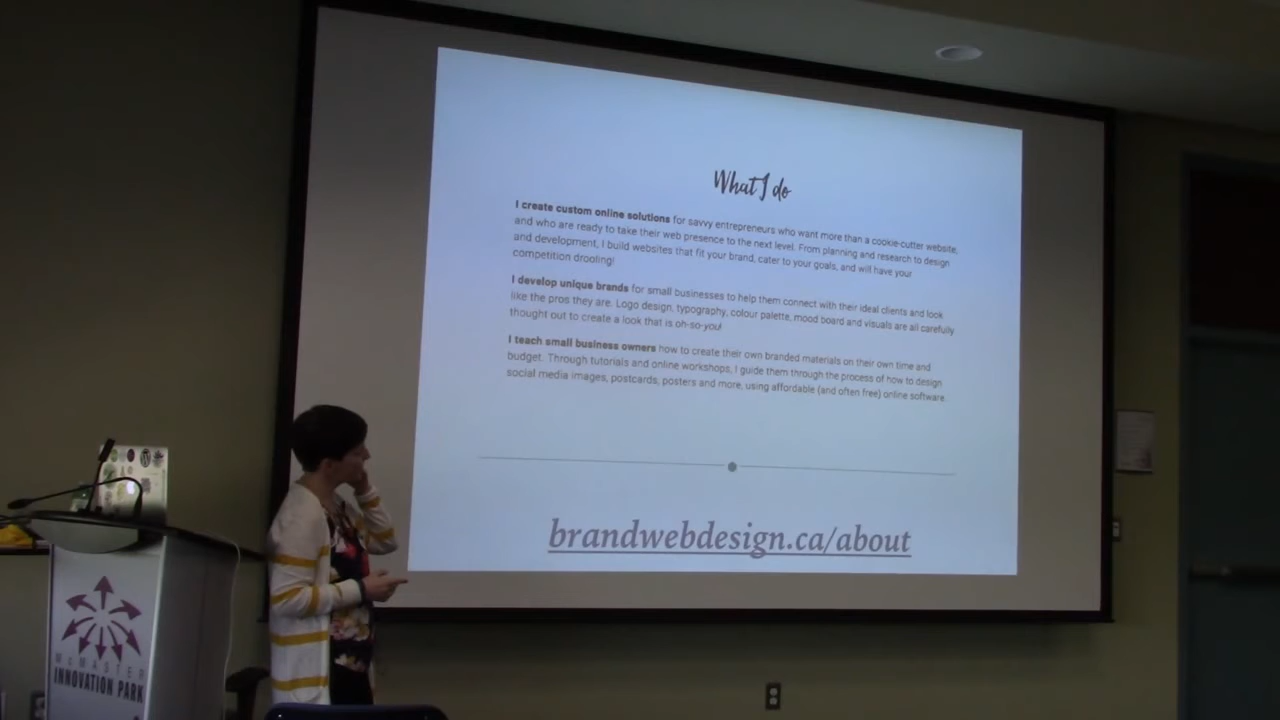 What I do
I create custom online solutions for savvy entrepreneurs who want more than a cookie-cutter website,
and who are ready to take their web presence to the next level. From planning and research to design
and development, I build websites that fit your brand, cater to your goals, and will have your
competition drooling!
I develop unique brands for small businesses to help them connect with their ideal clients and look
like the pros they are. Logo design, typography, colour palette, mood board and visuals are all carefully
thought out to create a look that is oh-so-you!
I teach small business owners how to create their own branded materials on their own time and
budget. Through tutorials and online workshops, I guide them through the process of how to design
social media images, postcards, posters and more, using affordable (and often free) online software.
brandwebdesign.ca/about
McMASTER
INNOVATION PARK